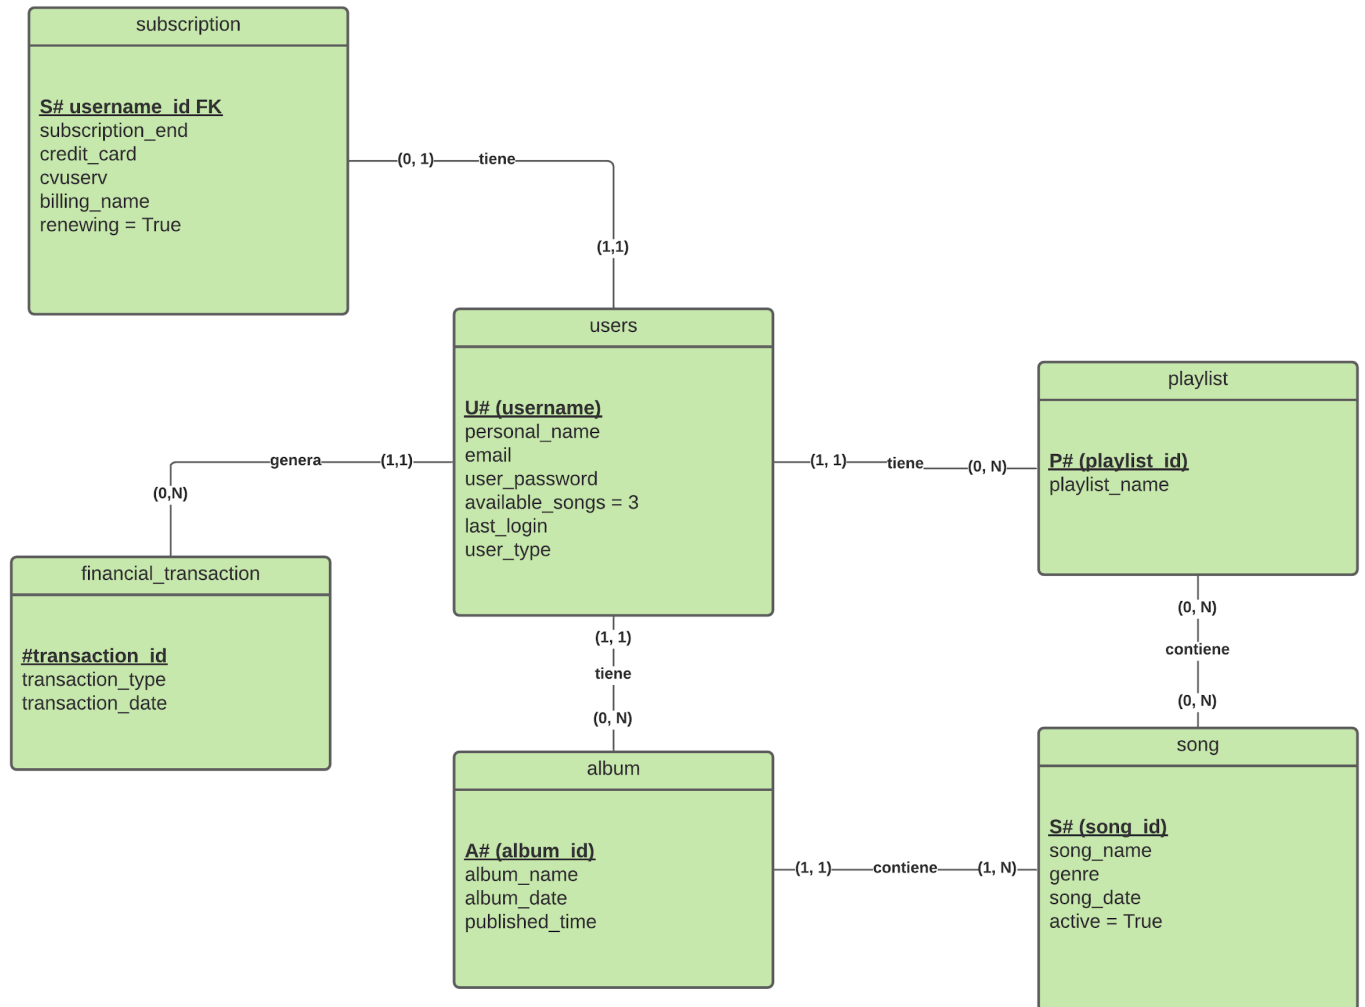 subscription
S# username_id FK
subscription_end
credit_card
cvuserv
billing_name
renewing = True
(0, 1)
tiene
(1,1)
users
U# (username)
personal_name
email
user_password
available_songs = 3
last_login
user_type
genera
(1,1)
(0,N)
financial_transaction
#transaction_id
transaction_type
transaction_date
(1, 1)
tiene
(0, N)
playlist
P# (playlist_id)
playlist_name
(1, 1)
tiene
(0, N)
album
A# (album_id)
album_name
album_date
published_time
(0, N)
contiene
(0, N)
song
S# (song_id)
song_name
genre
song_date
active = True
(1, 1)
contiene
(1, N)